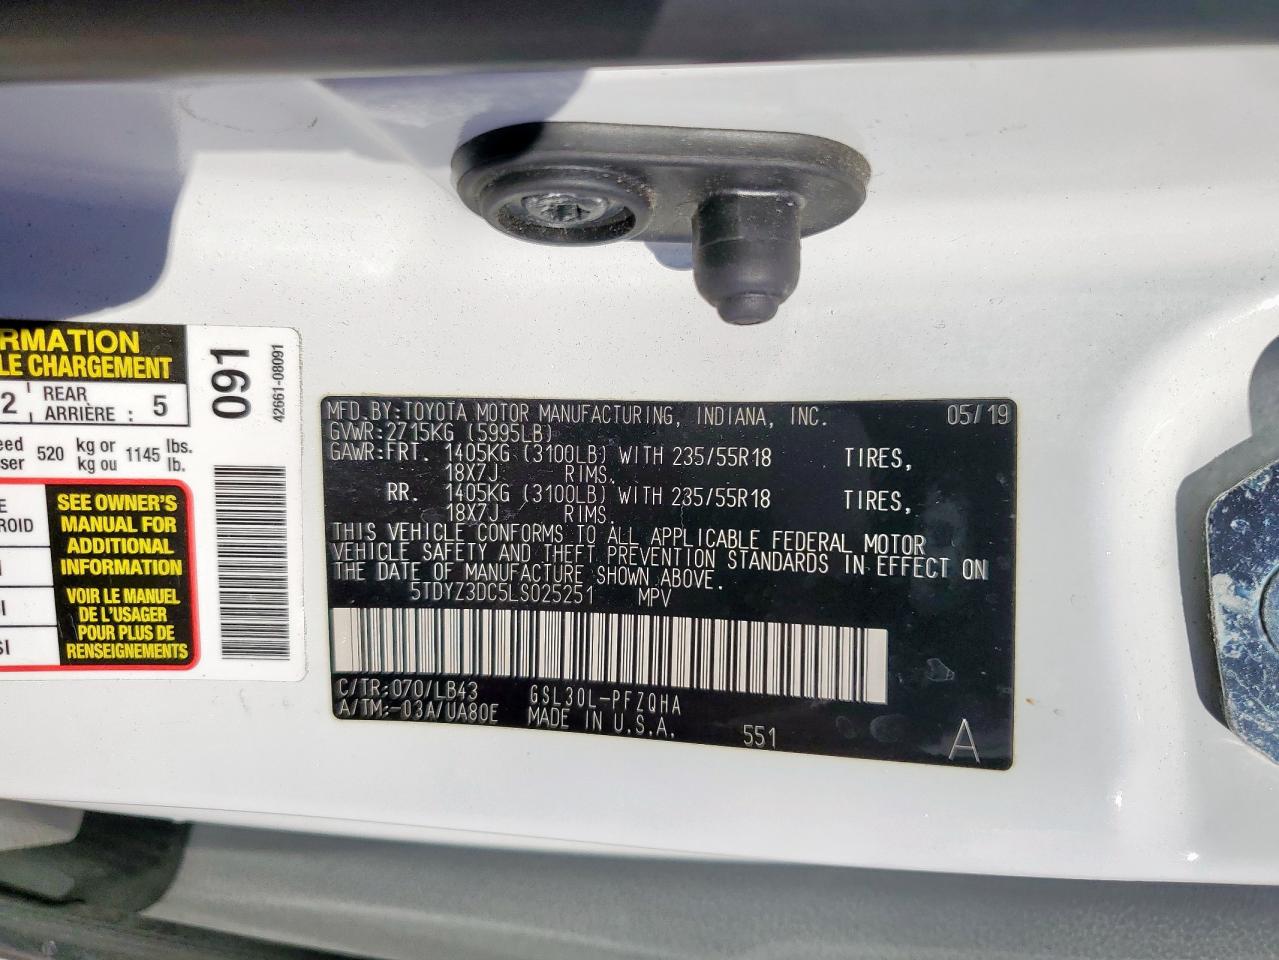 RMATION
LE CHARGEMENT
2 REAR ARRIÈRE : 5
eed
ser 520 kg or kg ou 1145 lbs. lb.
E
ROID
SI
SI
SEE OWNER'S
MANUAL FOR
ADDITIONAL
INFORMATION
VOIR LE MANUEL
DE L'USAGER
POUR PLUS DE
RENSEIGNEMENTS
091
42661-08091
MFD.BY:TOYOTA MOTOR MANUFACTURING, INDIANA, INC. 05/19
GVWR:2715KG (5995LB)
GAWR:FRT. 1405KG (3100LB) WITH 235/55R18 TIRES,
18X7J RIMS.
RR. 1405KG (3100LB) WITH 235/55R18 TIRES,
18X7J RIMS.
THIS VEHICLE CONFORMS TO ALL APPLICABLE FEDERAL MOTOR
VEHICLE SAFETY AND THEFT PREVENTION STANDARDS IN EFFECT ON
THE DATE OF MANUFACTURE SHOWN ABOVE.
5TDYZ3DC5LS025251 MPV
C/TR:070/LB43 GSL30L-PFZQHA
A/TM:-03A/UA80E MADE IN U.S.A. 551 A